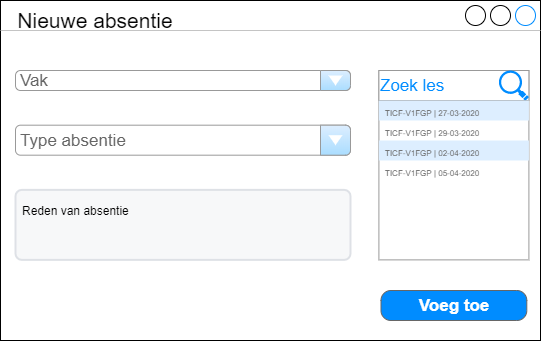 Nieuwe absentie
Vak
Type absentie
Reden van absentie
Zoek les
TICF-V1FGP | 27-03-2020
TICF-V1FGP | 29-03-2020
TICF-V1FGP | 02-04-2020
TICF-V1FGP | 05-04-2020
Voeg toe